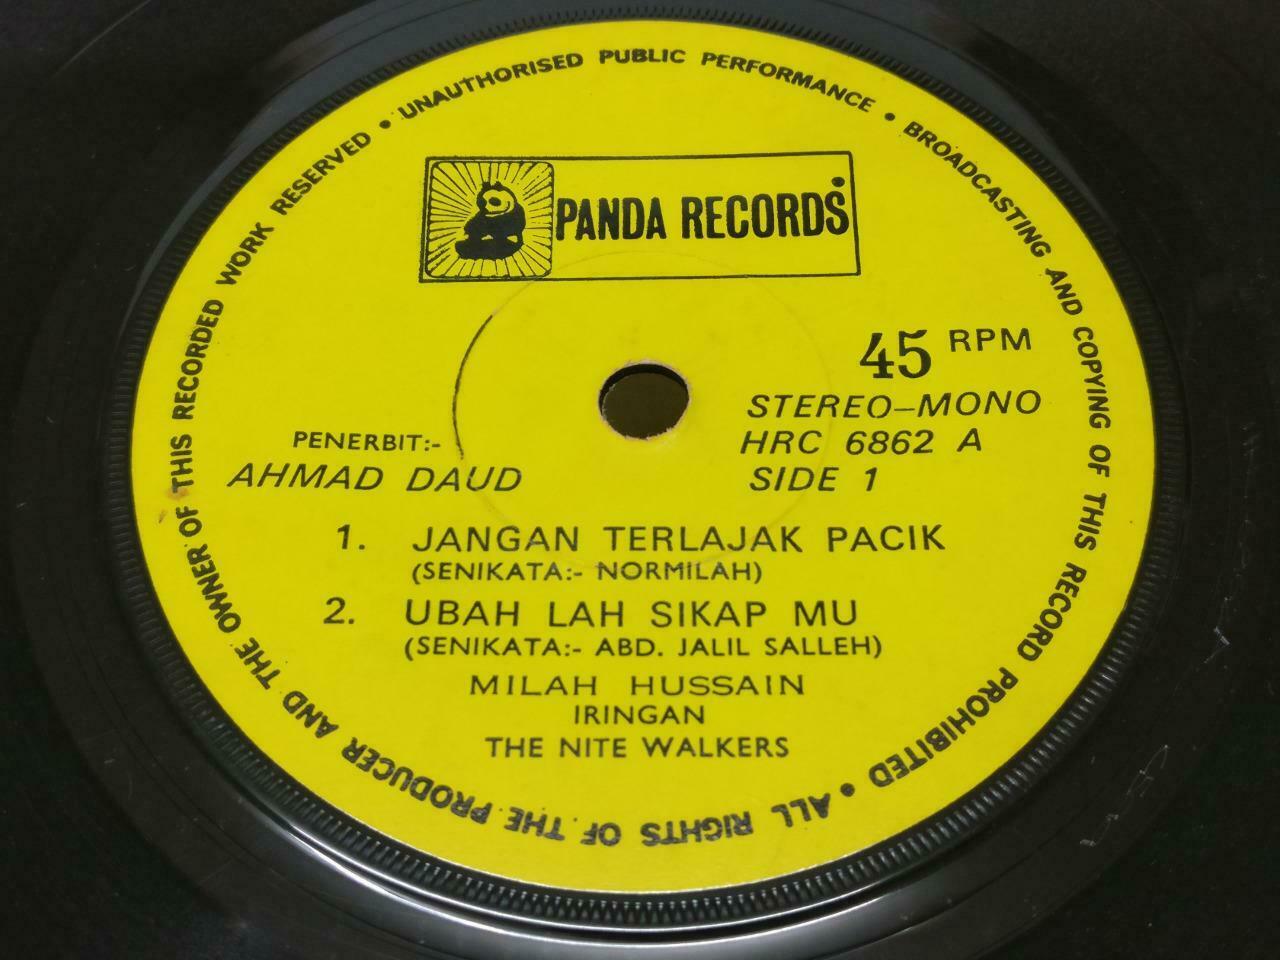 UNAUTHORISED PUBLIC PERFORMANCE • BROADCASTING AND COPYING OF THIS RECORD PROHIBITED • ALL RIGHTS OF THE PRODUCER AND THE OWNER OF THIS RECORDED WORK RESERVED •
PANDA RECORDS
45 RPM
STEREO-MONO
HRC 6862 A
SIDE 1
PENERBIT:-
AHMAD DAUD
1. JANGAN TERLAJAK PACIK
(SENIKATA:- NORMILAH)
2. UBAH LAH SIKAP MU
(SENIKATA:- ABD. JALIL SALLEH)
MILAH HUSSAIN
IRINGAN
THE NITE WALKERS